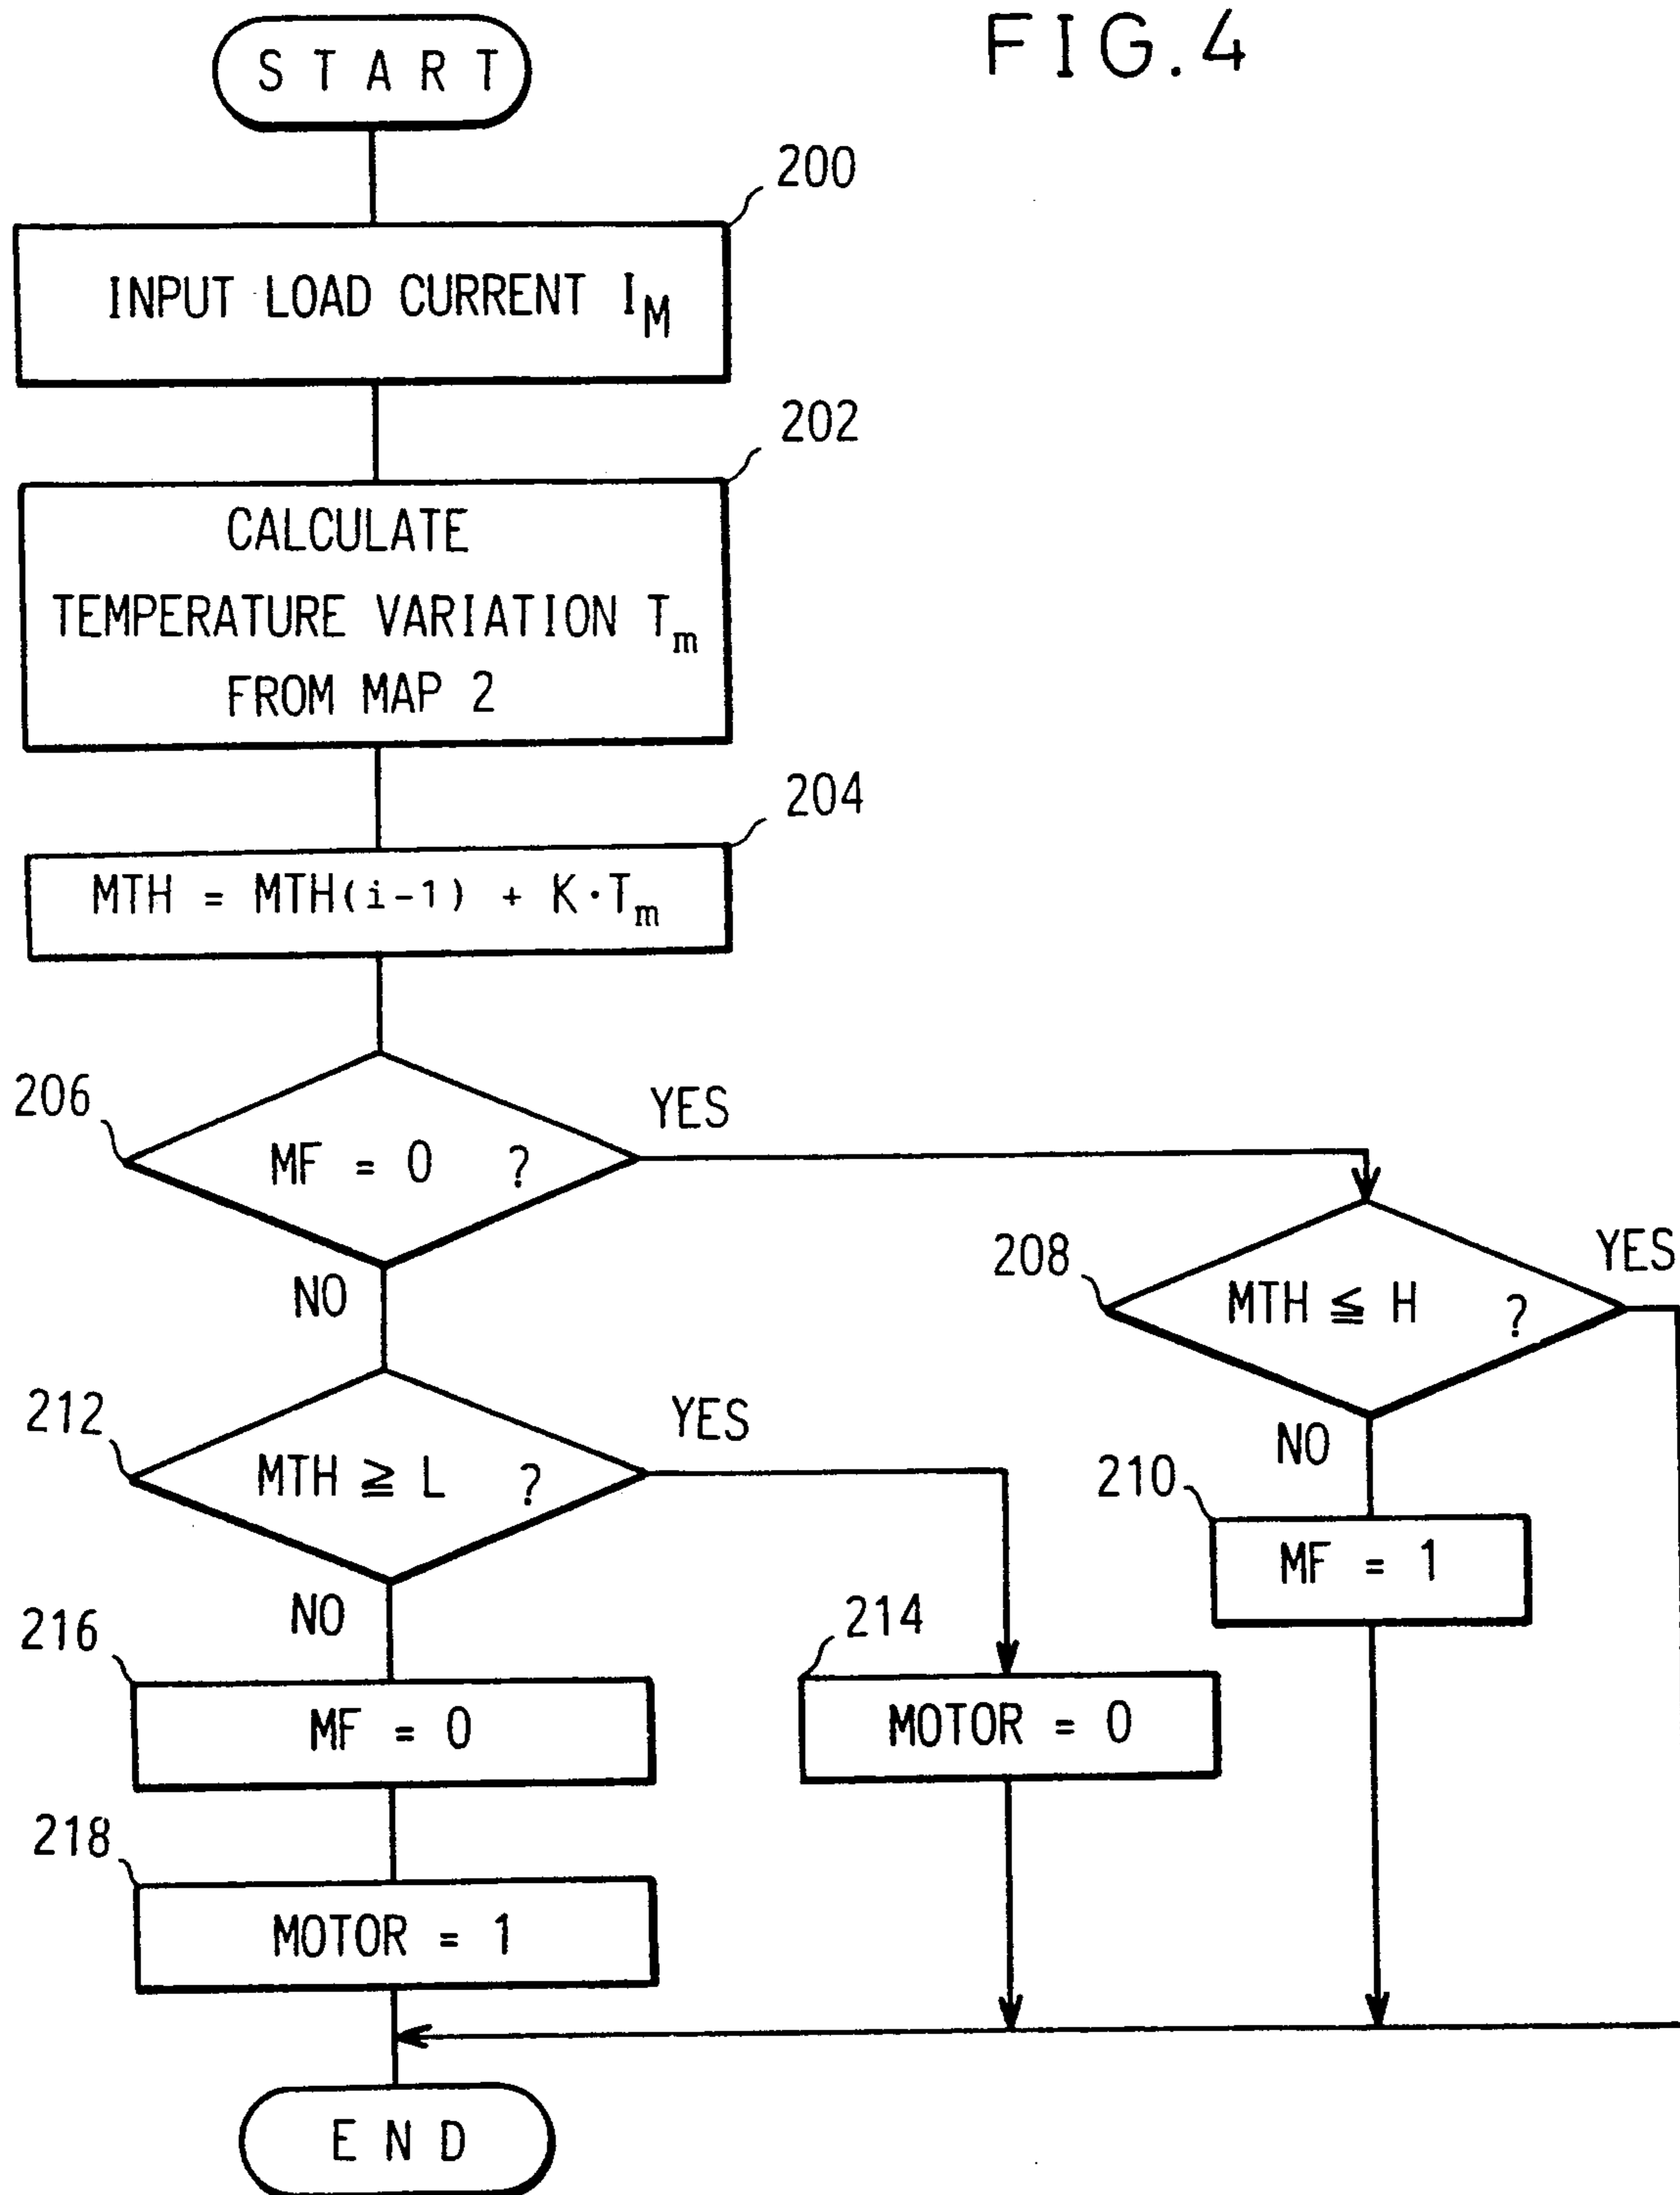 FIG.4
START
200
INPUT LOAD CURRENT I_M
202
CALCULATE
TEMPERATURE VARIATION T_m
FROM MAP 2
204
MTH = MTH(i-1) + K·T_m
206
MF = 0 ?
YES
NO
208
MTH ≦ H ?
YES
NO
210
MF = 1
212
MTH ≧ L ?
YES
NO
214
MOTOR = 0
216
MF = 0
218
MOTOR = 1
END